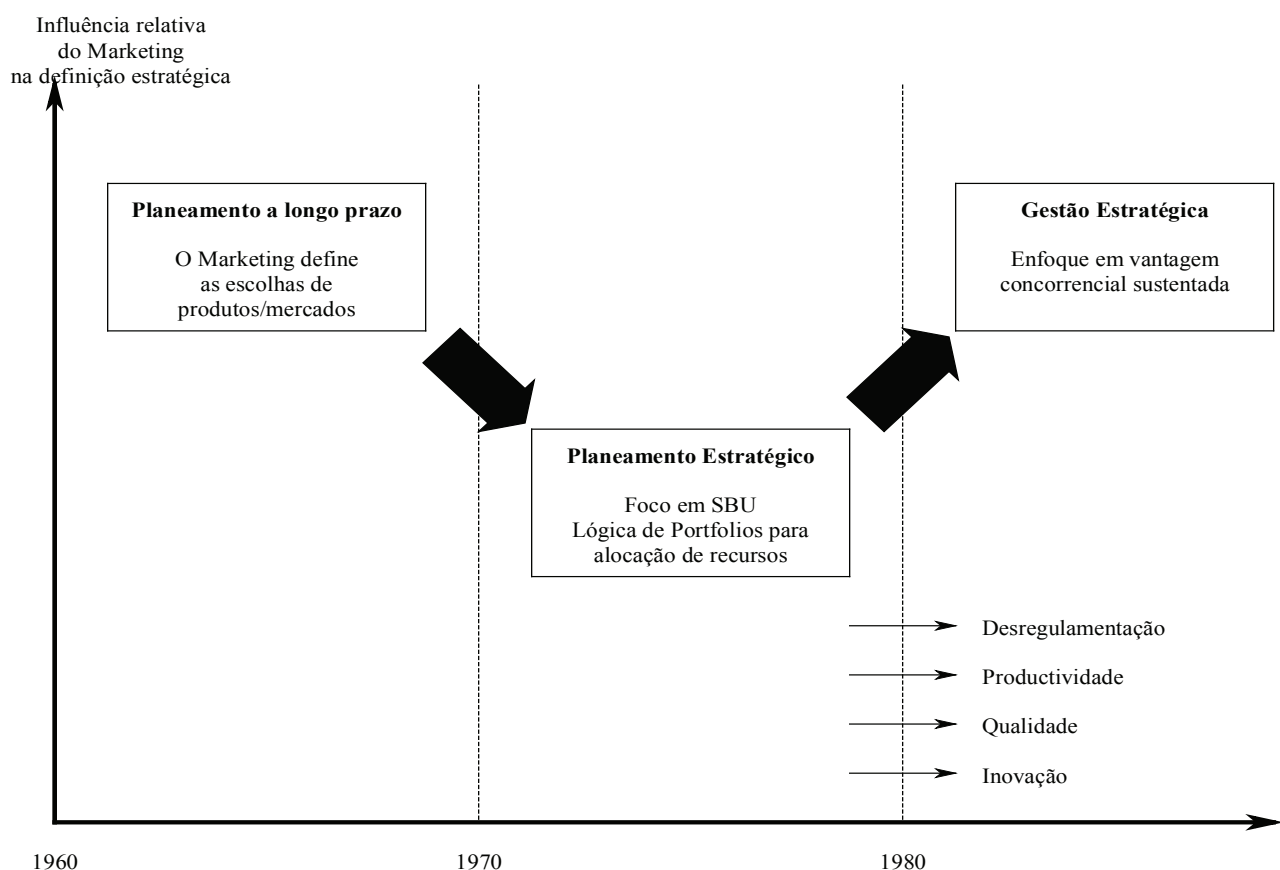 Influência relativa
do Marketing
na definição estratégica
Planeamento a longo prazo
O Marketing define
as escolhas de
produtos/mercados
Gestão Estratégica
Enfoque em vantagem
concorrencial sustentada
Planeamento Estratégico
Foco em SBU
Lógica de Portfolios para
alocação de recursos
Desregulamentação
Productividade
Qualidade
Inovação
1960
1970
1980